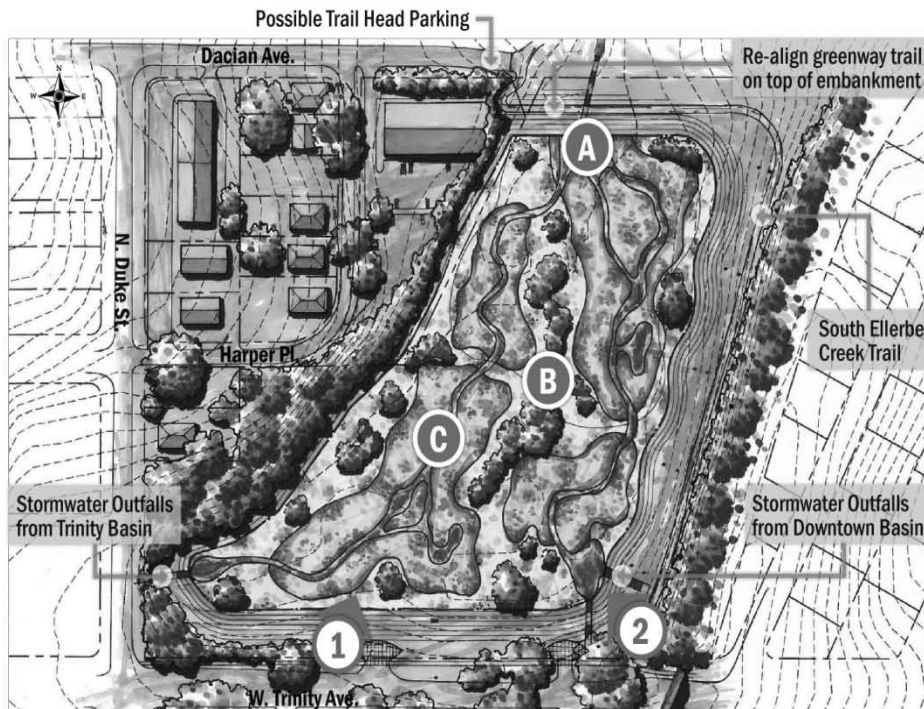 Possible Trail Head Parking
Dacian Ave.
Re-align greenway trail
on top of embankment
N
W E
S
A
N. Duke St.
South Ellerbe
Creek Trail
Harper Pl.
B
C
Stormwater Outfalls
from Trinity Basin
Stormwater Outfalls
from Downtown Basin
1
2
W. Trinity Ave.